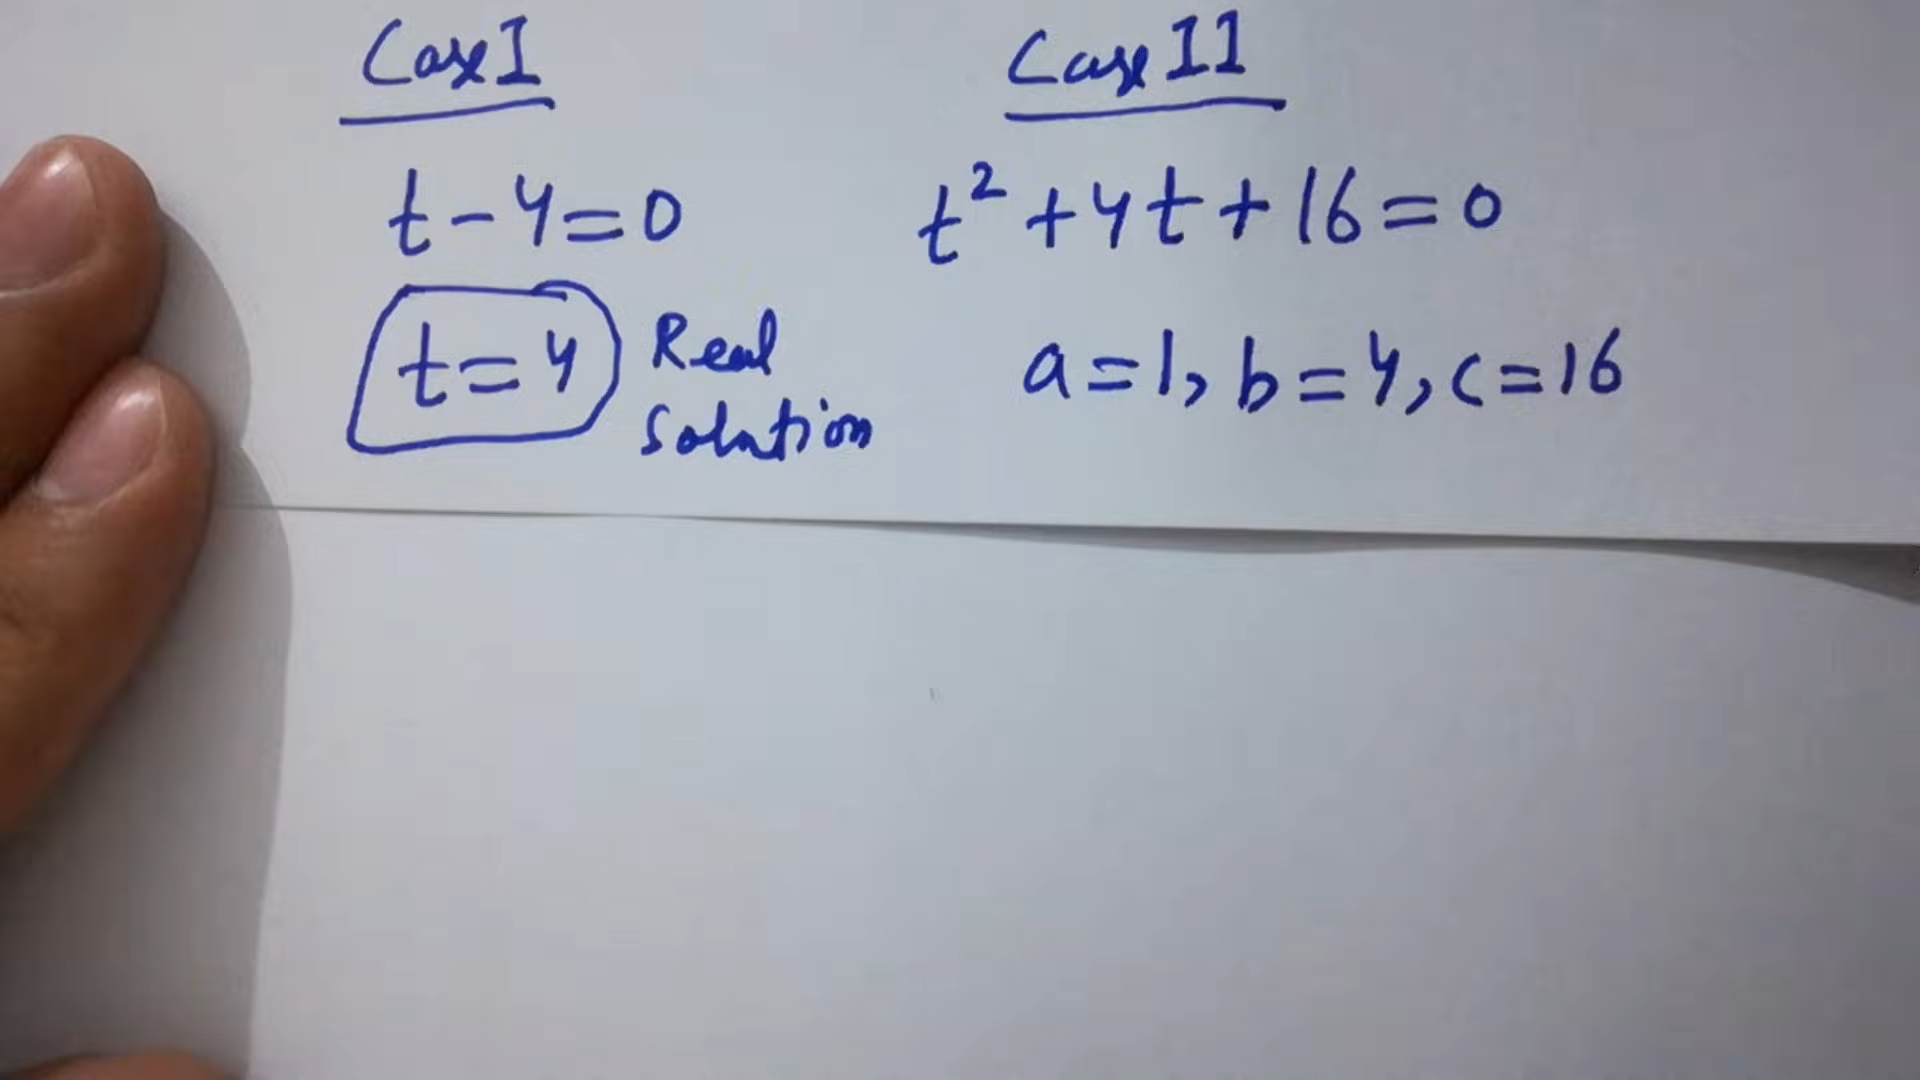 Case I
t - 4 = 0
t = 4 Real
Solution
Case II
t² + 4t + 16 = 0
a = 1, b = 4, c = 16